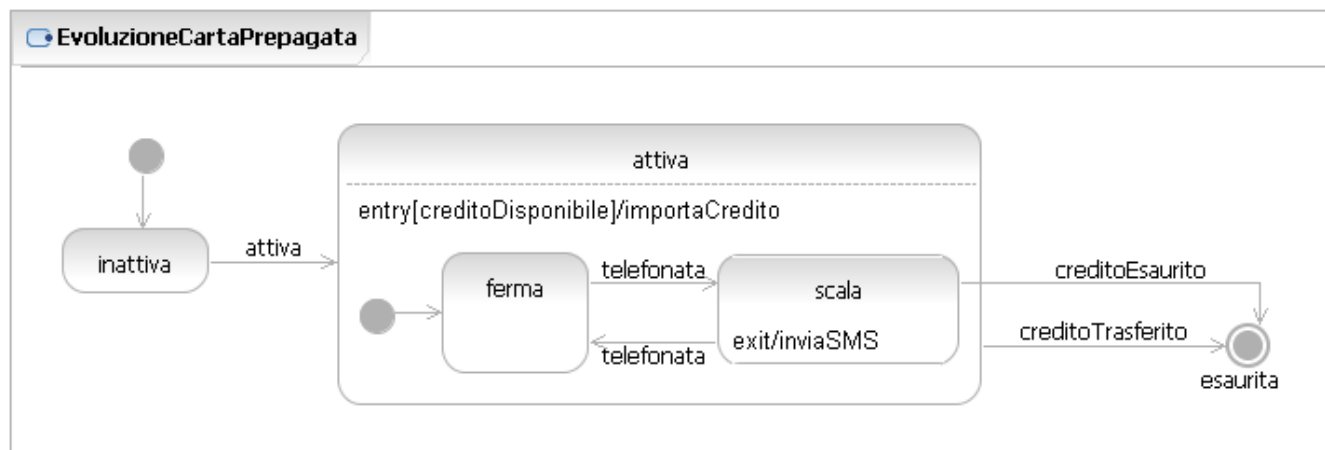 EvoluzioneCartaPrepagata
attiva
entry[creditoDisponibile]/importaCredito
inattiva
attiva
ferma
telefonata
scala
exit/inviaSMS
telefonata
creditoEsaurito
creditoTrasferito
esaurita